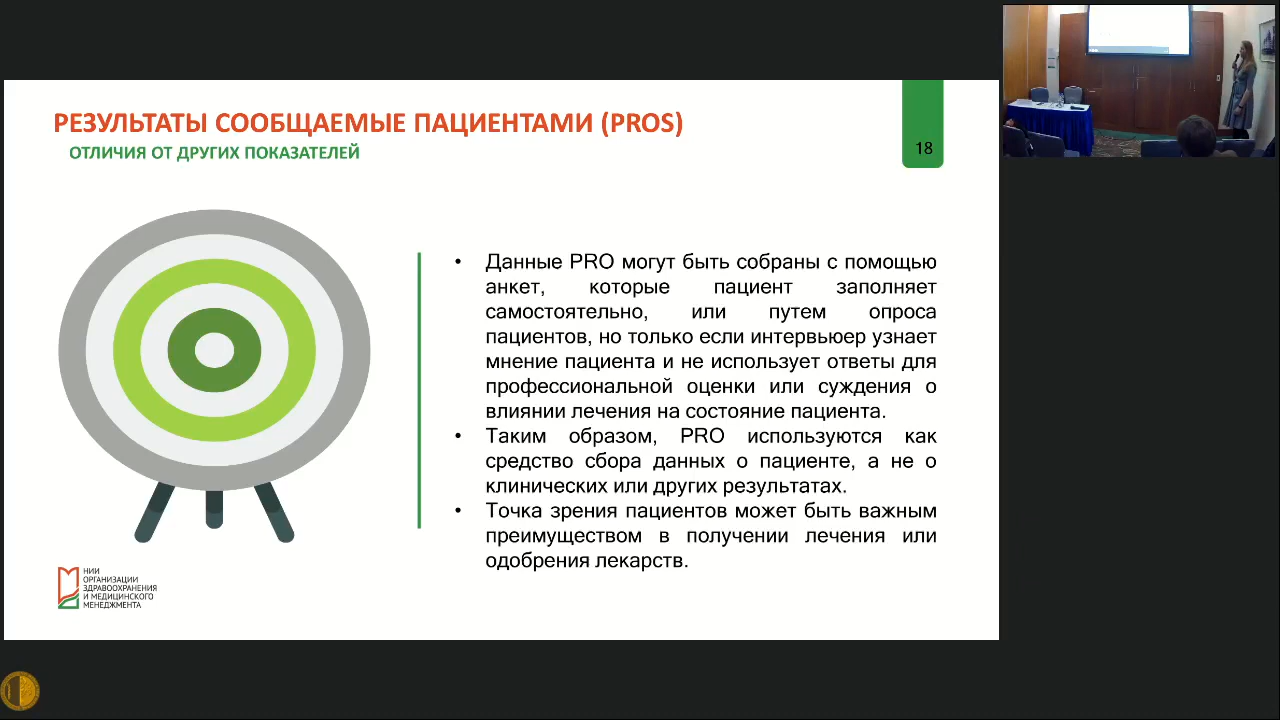 РЕЗУЛЬТАТЫ СООБЩАЕМЫЕ ПАЦИЕНТАМИ (PROS)
ОТЛИЧИЯ ОТ ДРУГИХ ПОКАЗАТЕЛЕЙ
18
• Данные PRO могут быть собраны с помощью
анкет, которые пациент заполняет
самостоятельно, или путем опроса
пациентов, но только если интервьюер узнает
мнение пациента и не использует ответы для
профессиональной оценки или суждения о
влиянии лечения на состояние пациента.
• Таким образом, PRO используются как
средство сбора данных о пациенте, а не о
клинических или других результатах.
• Точка зрения пациентов может быть важным
преимуществом в получении лечения или
одобрения лекарств.
НИИ
ОРГАНИЗАЦИИ
ЗДРАВООХРАНЕНИЯ
И МЕДИЦИНСКОГО
МЕНЕДЖМЕНТА